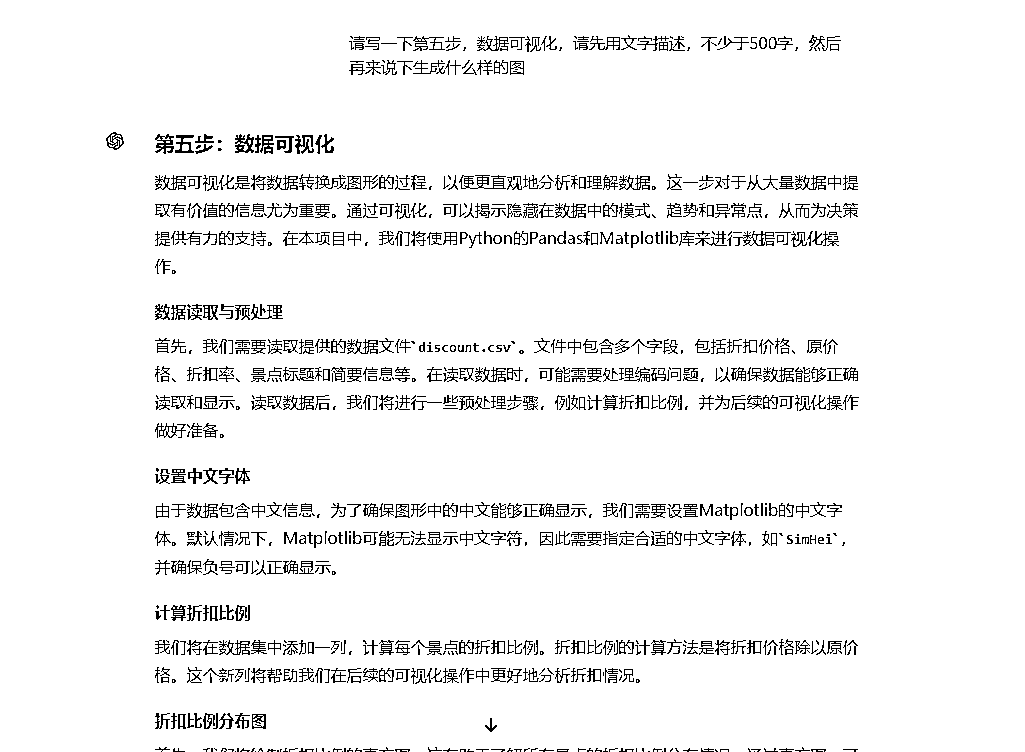 请写一下第五步，数据可视化，请先用文字描述，不少于500字，然后
再来说下生成什么样的图
第五步：数据可视化
数据可视化是将数据转换成图形的过程，以便更直观地分析和理解数据。这一步对于从大量数据中提
取有价值的信息尤为重要。通过可视化，可以揭示隐藏在数据中的模式、趋势和异常点，从而为决策
提供有力的支持。在本项目中，我们将使用Python的Pandas和Matplotlib库来进行数据可视化操
作。
数据读取与预处理
首先，我们需要读取提供的数据文件`discount.csv`。文件中包含多个字段，包括折扣价格、原价
格、折扣率、景点标题和简要信息等。在读取数据时，可能需要处理编码问题，以确保数据能够正确
读取和显示。读取数据后，我们将进行一些预处理步骤，例如计算折扣比例，并为后续的可视化操作
做好准备。
设置中文字体
由于数据包含中文信息，为了确保图形中的中文能够正确显示，我们需要设置Matplotlib的中文字
体。默认情况下，Matplotlib可能无法显示中文字符，因此需要指定合适的中文字体，如`SimHei`，
并确保负号可以正确显示。
计算折扣比例
我们将在数据集中添加一列，计算每个景点的折扣比例。折扣比例的计算方法是将折扣价格除以原价
格。这个新列将帮助我们在后续的可视化操作中更好地分析折扣情况。
折扣比例分布图